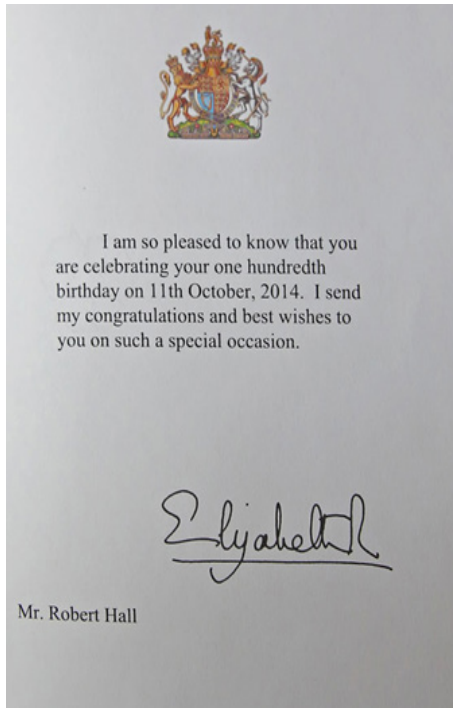 I am so pleased to know that you
are celebrating your one hundredth
birthday on 11th October, 2014. I send
my congratulations and best wishes to
you on such a special occasion.
Elizabeth R
Mr. Robert Hall